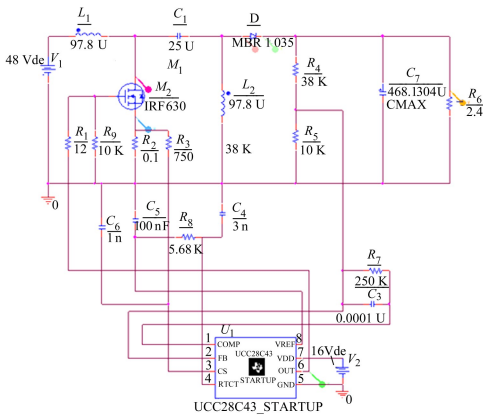 L1
97.8 U
C1
25 U
D
MBR 1 035
48 Vdc
V1
M1
M2
IRF630
L2
97.8 U
R4
38 K
C7
468.1304U
CMAX
R6
2.4
R1
12
R9
10 K
R2
0.1
R3
750
38 K
R5
10 K
0
C6
1 n
C5
100 nF
R8
5.68 K
C4
3 n
R7
250 K
C3
0.0001 U
U1
1 COMP
VREF 8
UCC28C43
2 FB
VDD 7
16Vde
V2
3 CS
OUT 6
4 RTCT
STARTUP
GND 5
0
UCC28C43_STARTUP